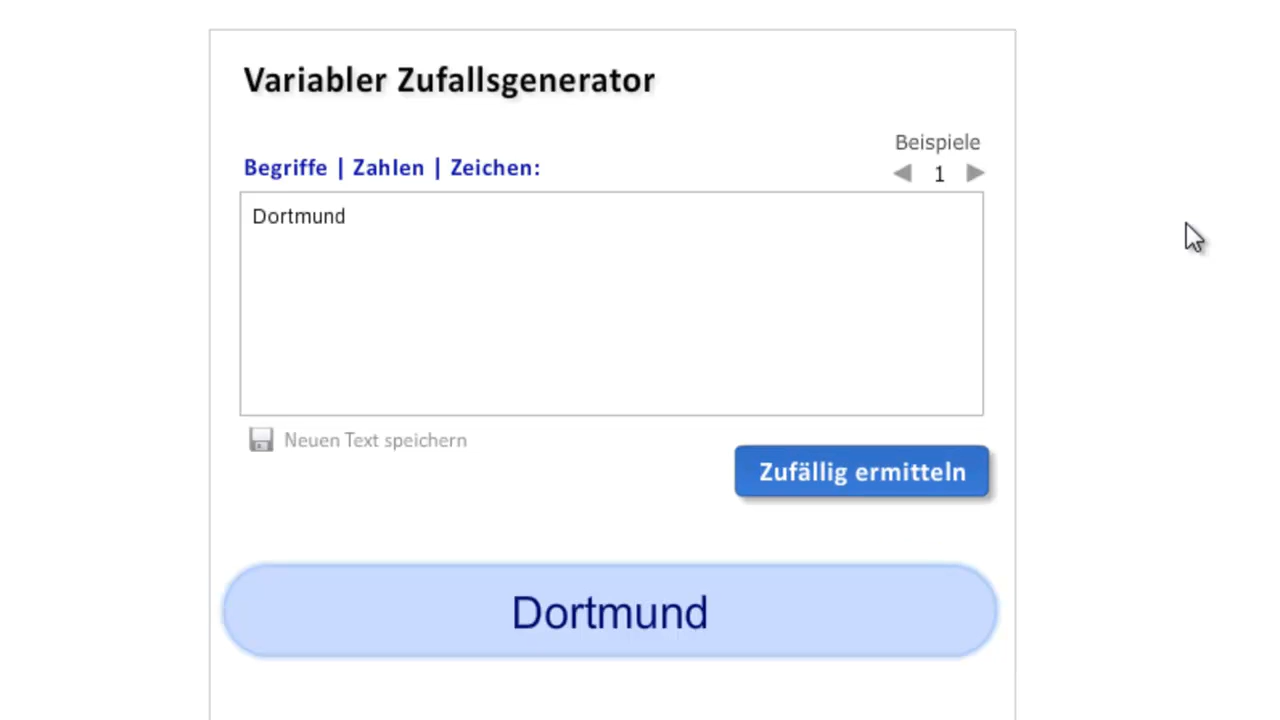 Variabler Zufallsgenerator
Beispiele
Begriffe | Zahlen | Zeichen:
1
Dortmund
Neuen Text speichern
Zufällig ermitteln
Dortmund